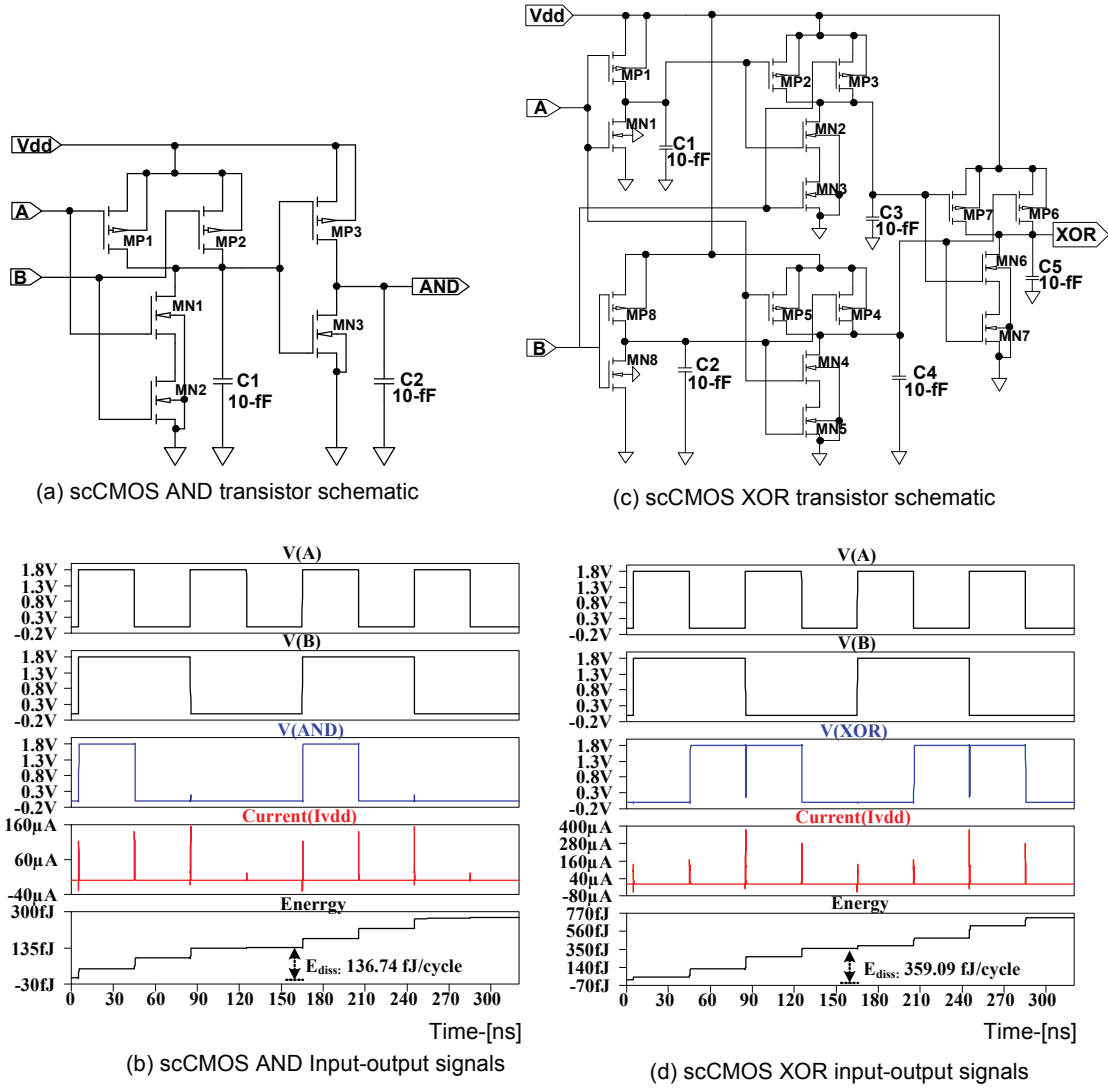 Vdd
A
B
MP1
MP2
MP3
MN1
MN2
MN3
C1
10-fF
C2
10-fF
AND
(a) scCMOS AND transistor schematic
Vdd
A
B
MP1
MN1
C1
10-fF
MP2
MP3
MN2
MN3
C3
10-fF
MP7
MP6
XOR
MN6
C5
10-fF
MN7
MP8
MN8
C2
10-fF
MP5
MP4
MN4
MN5
C4
10-fF
(c) scCMOS XOR transistor schematic
V(A)
1.8V
1.3V
0.8V
0.3V
-0.2V
V(B)
1.8V
1.3V
0.8V
0.3V
-0.2V
V(AND)
1.8V
1.3V
0.8V
0.3V
-0.2V
Current(Ivdd)
160µA
60µA
-40µA
Enerrgy
300fJ
135fJ
-30fJ
Ediss: 136.74 fJ/cycle
0 30 60 90 120 150 180 210 240 270 300
Time-[ns]
(b) scCMOS AND Input-output signals
V(A)
1.8V
1.3V
0.8V
0.3V
-0.2V
V(B)
1.8V
1.3V
0.8V
0.3V
-0.2V
V(XOR)
1.8V
1.3V
0.8V
0.3V
-0.2V
Current(Ivdd)
400µA
280µA
160µA
40µA
-80µA
Energy
770fJ
560fJ
350fJ
140fJ
-70fJ
Ediss: 359.09 fJ/cycle
0 30 60 90 120 150 180 210 240 270 300
Time-[ns]
(d) scCMOS XOR input-output signals